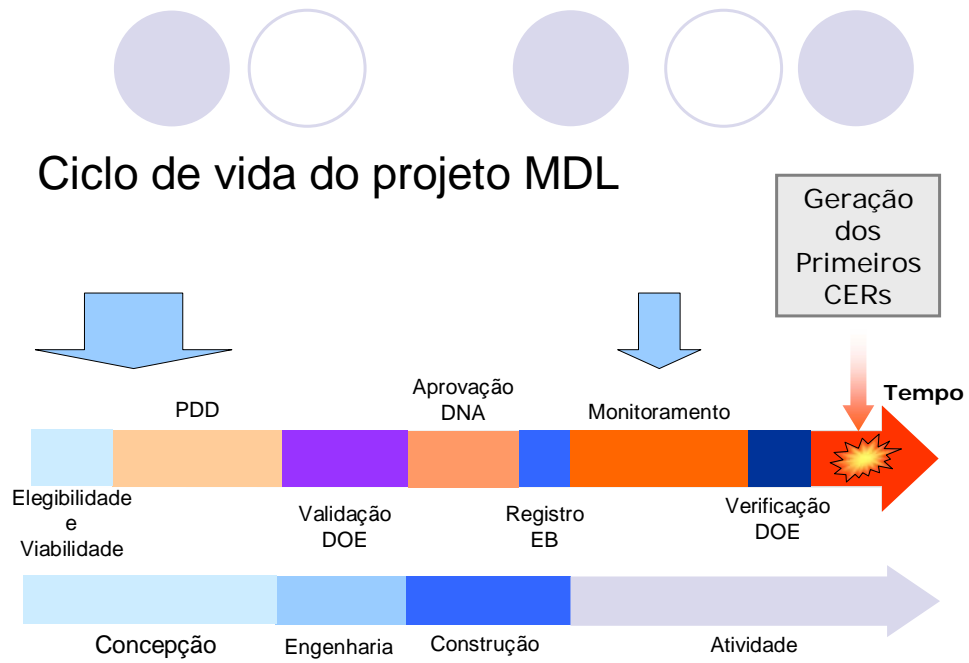 Ciclo de vida do projeto MDL
Geração
dos
Primeiros
CERs
Tempo
PDD
Aprovação
DNA
Monitoramento
Elegibilidade
e
Viabilidade
Validação
DOE
Registro
EB
Verificação
DOE
Concepção
Engenharia
Construção
Atividade